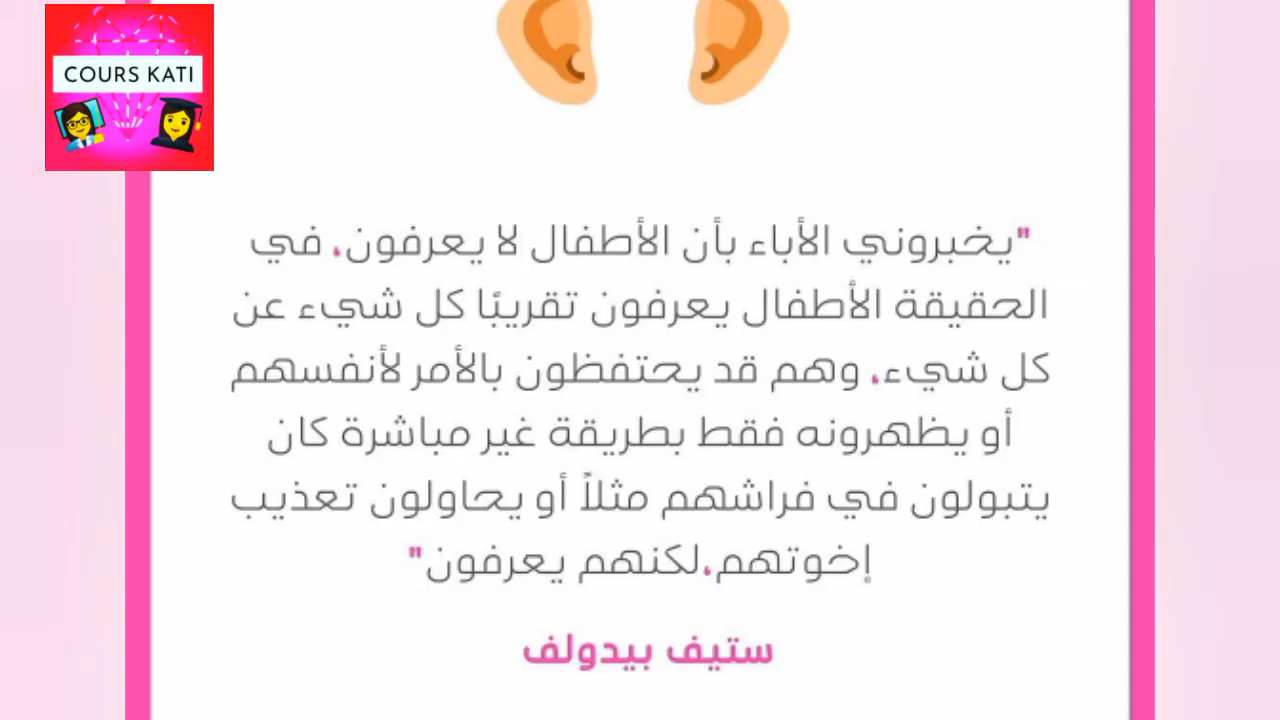 COURS KATI
"يخبروني الأباء بأن الأطفال لا يعرفون، في
الحقيقة الأطفال يعرفون تقريبًا كل شيء عن
كل شيء، وهم قد يحتفظون بالأمر لأنفسهم
أو يظهرونه فقط بطريقة غير مباشرة كان
يتبولون في فراشهم مثلاً أو يحاولون تعذيب
إخوتهم،لكنهم يعرفون"
ستيف بيدولف